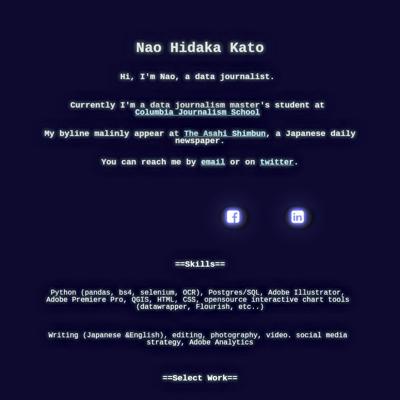 Nao Hidaka Kato
Hi, I'm Nao, a data journalist.
Currently I'm a data journalism master's student at
Columbia Journalism School
My byline malinly appear at The Asahi Shimbun, a Japanese daily
newspaper.
You can reach me by email or on twitter.
==Skills==
Python (pandas, bs4, selenium, OCR), Postgres/SQL, Adobe Illustrator,
Adobe Premiere Pro, QGIS, HTML, CSS, opensource interactive chart tools
(datawrapper, Flourish, etc..)
Writing (Japanese &English), editing, photography, video. social media
strategy, Adobe Analytics
==Select Work==